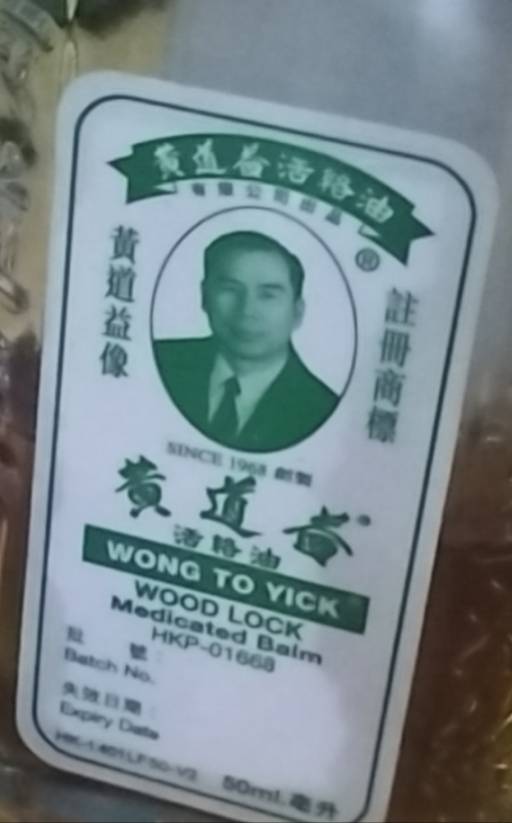 黃道益活絡油
有限公司出品
®
黃道益像
註冊商標
SINCE 1968 創製
黃道益®
活絡油
WONG TO YICK
WOOD LOCK
Medicated Balm
HKP-01668
批 號:
Batch No.
失效日期:
Expiry Date
50ml. 毫升